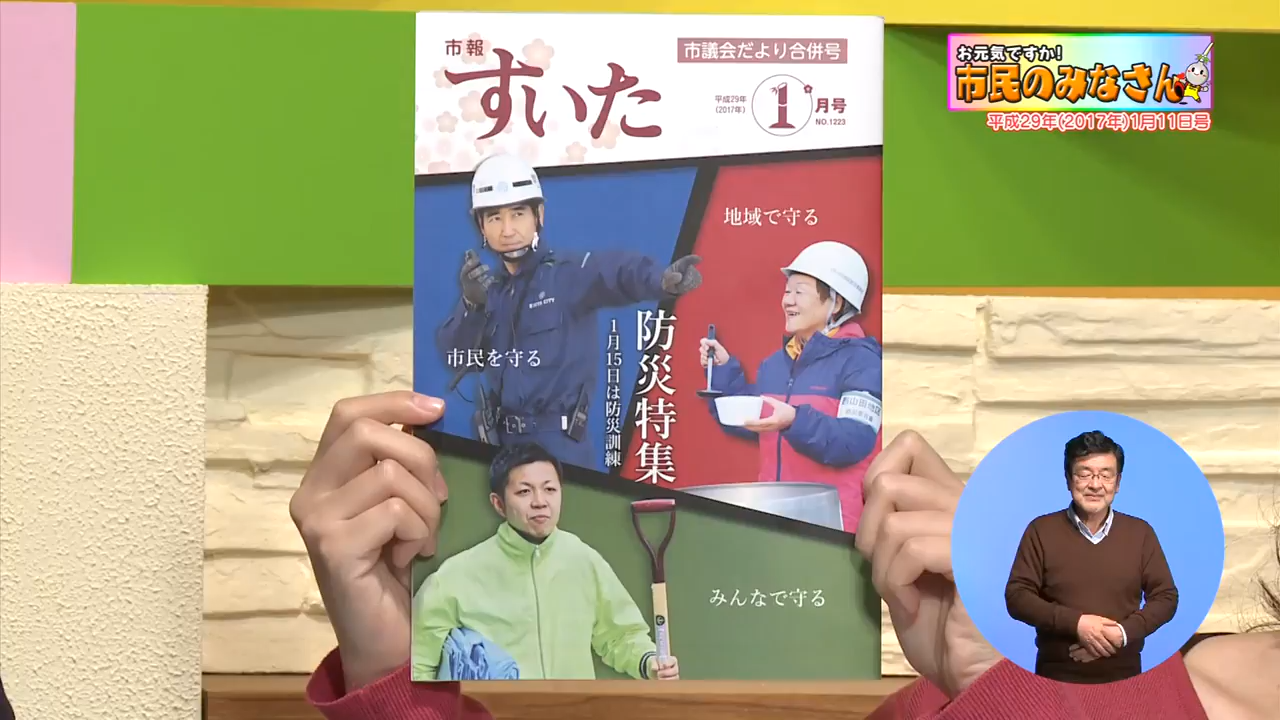 市報
すいた
市議会だより合併号
平成29年
(2017年)
1月号
NO.1223
お元気ですか!
市民のみなさん
平成29年(2017年)1月11日号
地域で守る
市民を守る
防災特集
1月15日は防災訓練
みんなで守る